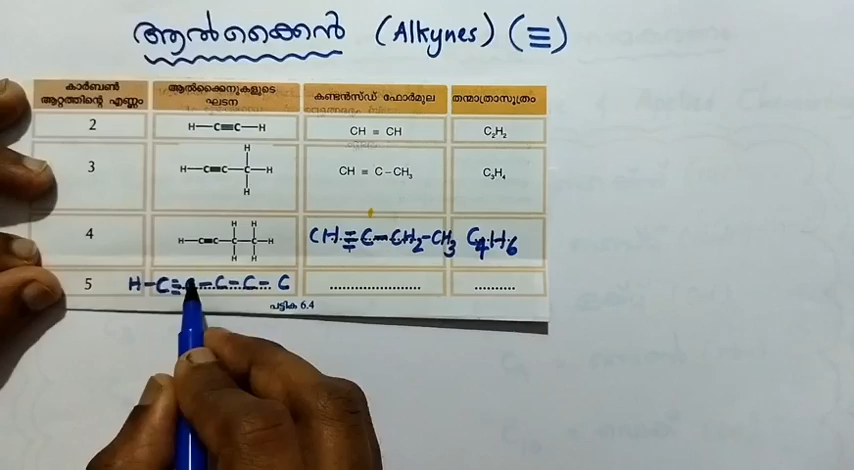 ആൽക്കൈൻ (Alkynes) (≡)
കാർബൺ ആറ്റത്തിന്റെ എണ്ണം
ആൽക്കൈനുകളുടെ ഘടന
കണ്ടൻസ്ഡ് ഫോർമുല
തന്മാത്രാസൂത്രം
2
H—C≡C—H
CH ≡ CH
C₂H₂
3
H
H—C≡C—C—H
H
CH ≡ C – CH₃
C₃H₄
4
H H
H—C≡C—C—C—H
H H
CH≡C–CH₂–CH₃
C₄H₆
5
H–C≡C–C–C–C
..........................
..........
പട്ടിക 6.4